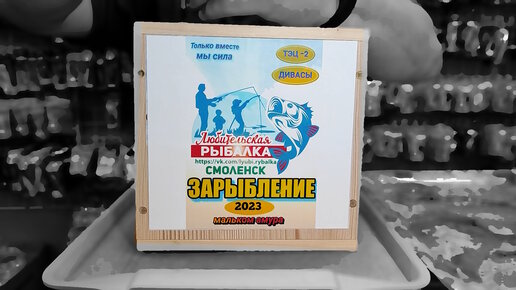 Только вместе
мы сила
ТЭЦ -2
ДИВАСЫ
Любительская
РЫБАЛКА
https://vk.com/lyubi.rybalka
СМОЛЕНСК
ЗАРЫБЛЕНИЕ
2023
мальком амура